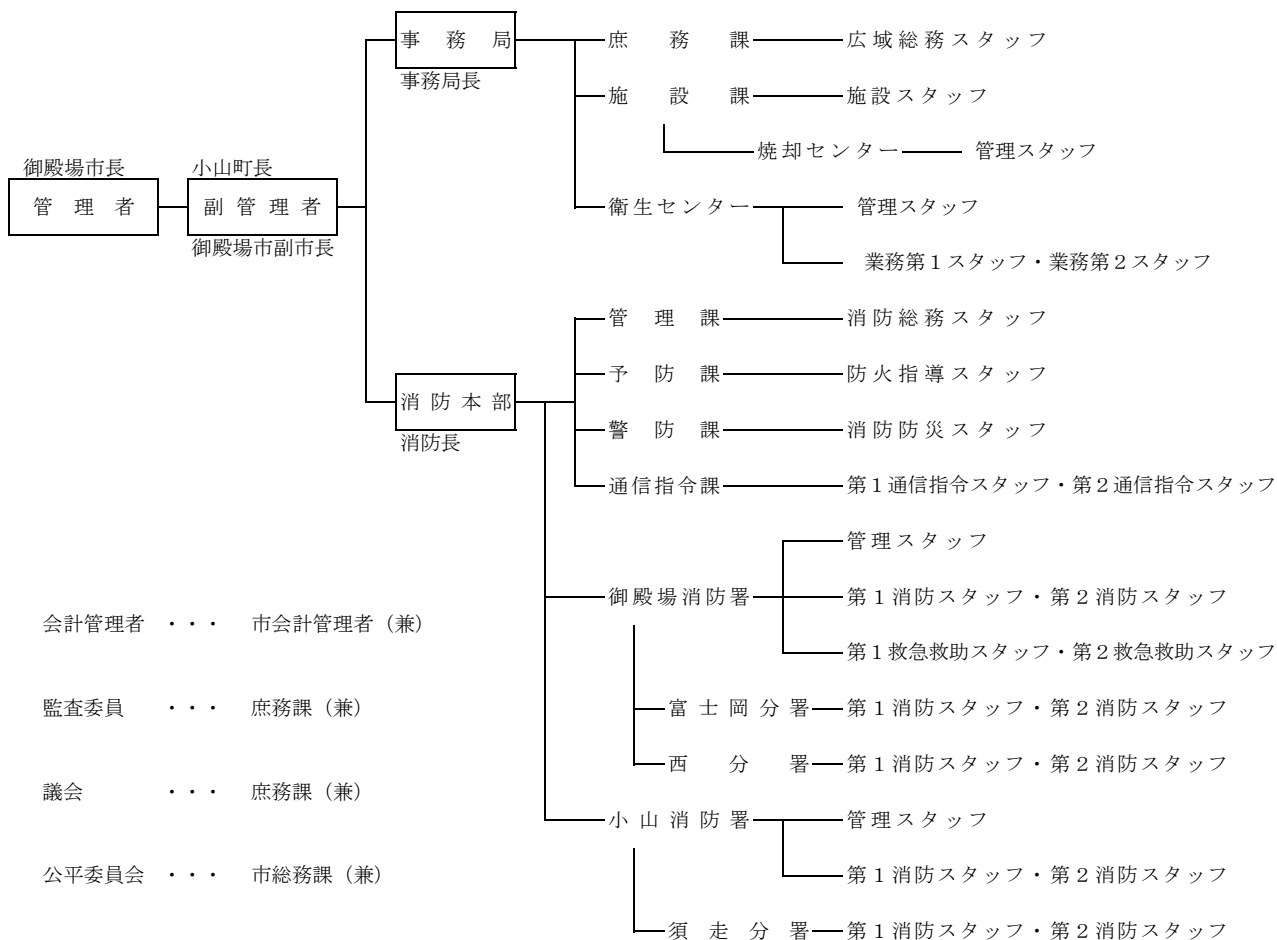 事務局 庶務課 広域総務スタッフ
事務局長
施設課 施設スタッフ
焼却センター 管理スタッフ
御殿場市長 小山町長
管理者 副管理者 衛生センター 管理スタッフ
御殿場市副市長
業務第1スタッフ・業務第2スタッフ
管理課 消防総務スタッフ
予防課 防火指導スタッフ
消防本部
警防課 消防防災スタッフ
消防長
通信指令課 第1通信指令スタッフ・第2通信指令スタッフ
管理スタッフ
御殿場消防署 第1消防スタッフ・第2消防スタッフ
会計管理者 ・・・ 市会計管理者（兼）
第1救急救助スタッフ・第2救急救助スタッフ
監査委員 ・・・ 庶務課（兼） 富士岡分署 第1消防スタッフ・第2消防スタッフ
西分署 第1消防スタッフ・第2消防スタッフ
議会 ・・・ 庶務課（兼）
小山消防署 管理スタッフ
公平委員会 ・・・ 市総務課（兼） 第1消防スタッフ・第2消防スタッフ
須走分署 第1消防スタッフ・第2消防スタッフ